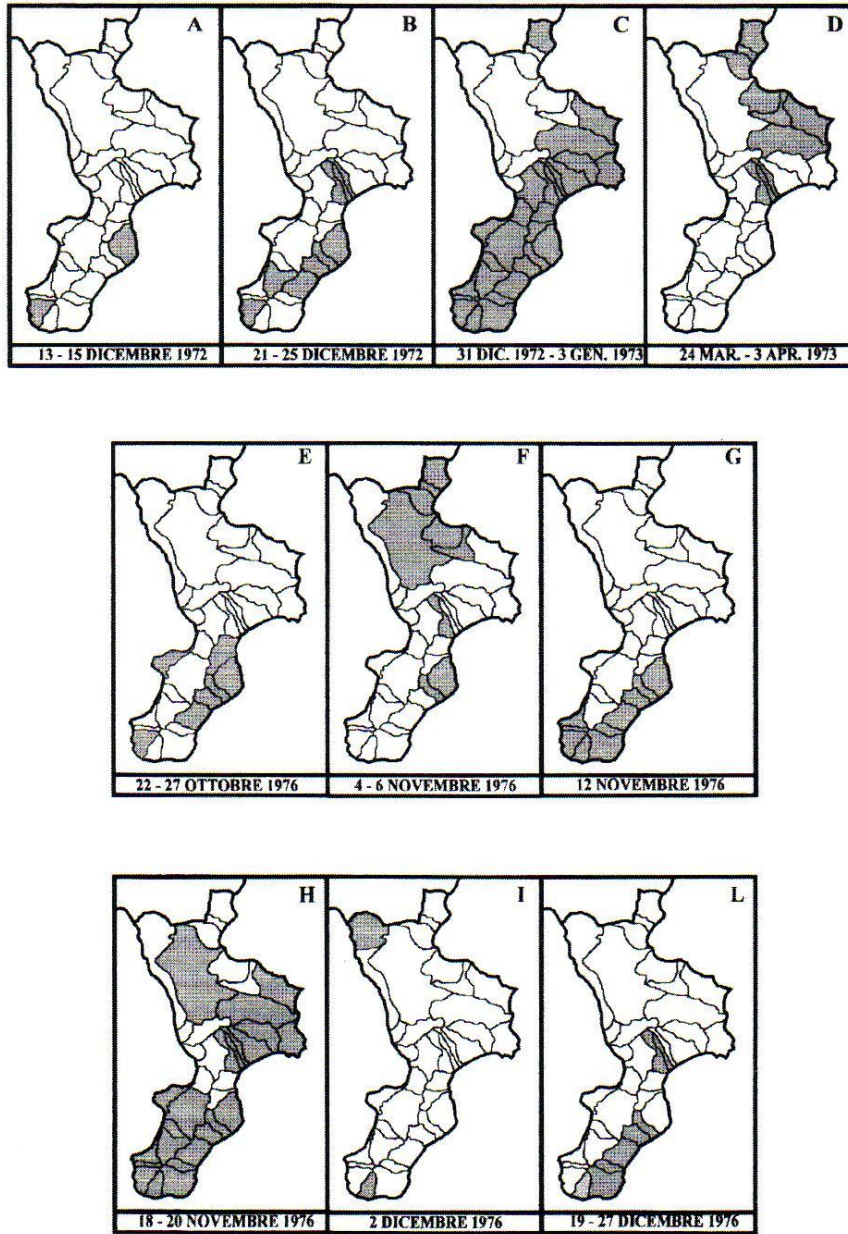 A
B
C
D
13 - 15 DICEMBRE 1972
21 - 25 DICEMBRE 1972
31 DIC. 1972 - 3 GEN. 1973
24 MAR. - 3 APR. 1973
E
F
G
22 - 27 OTTOBRE 1976
4 - 6 NOVEMBRE 1976
12 NOVEMBRE 1976
H
I
L
18 - 20 NOVEMBRE 1976
2 DICEMBRE 1976
19 - 27 DICEMBRE 1976